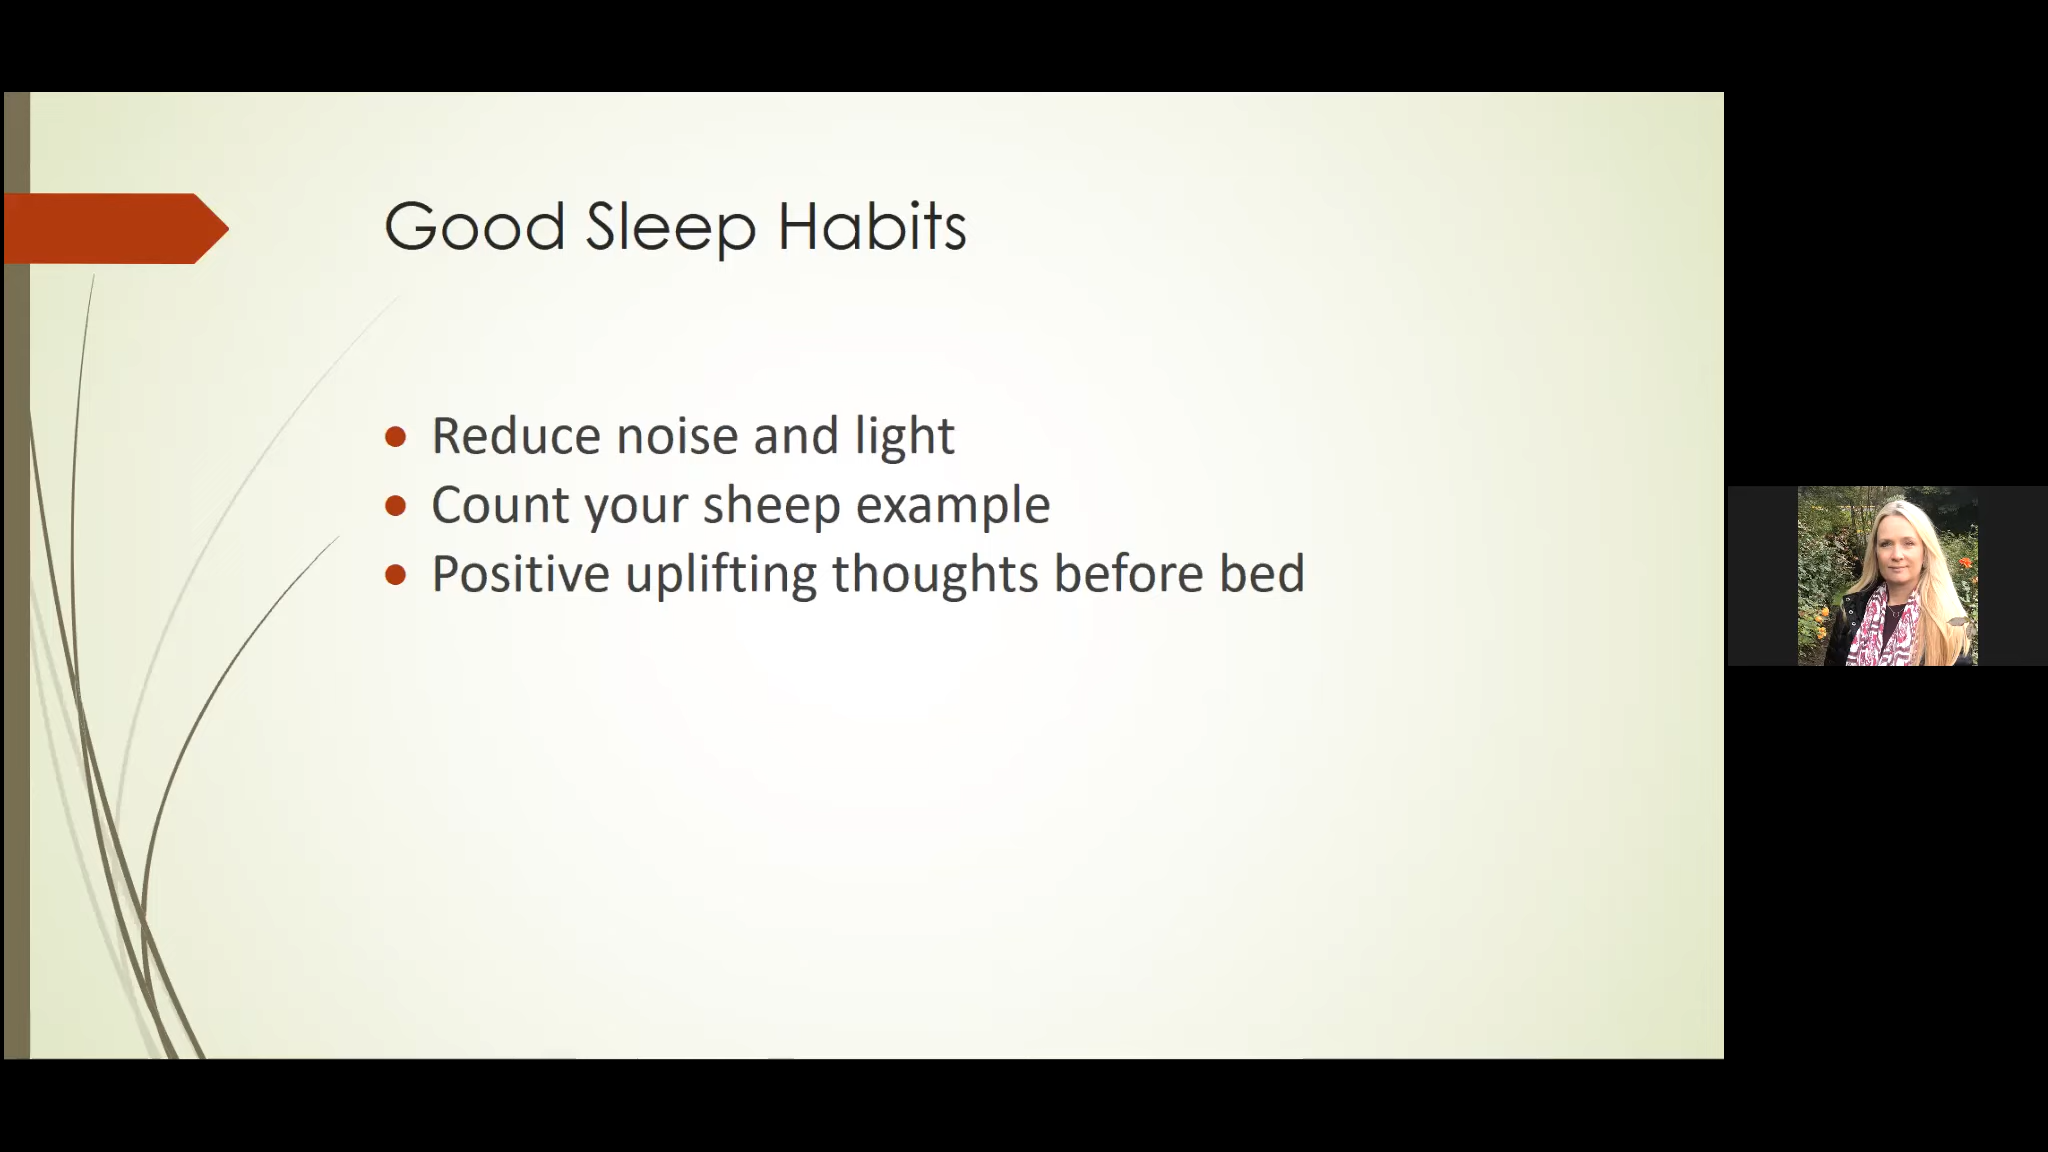 Good Sleep Habits
Reduce noise and light
Count your sheep example
Positive uplifting thoughts before bed